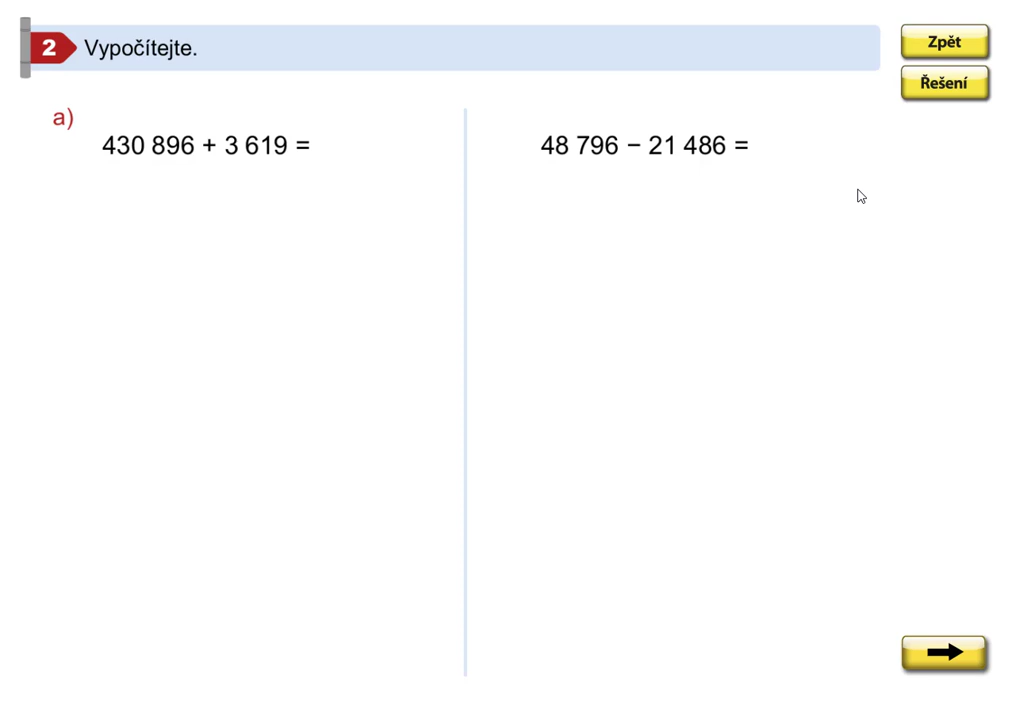 2 Vypočítejte.
Zpět
Řešení
a)
430 896 + 3 619 =
48 796 − 21 486 =